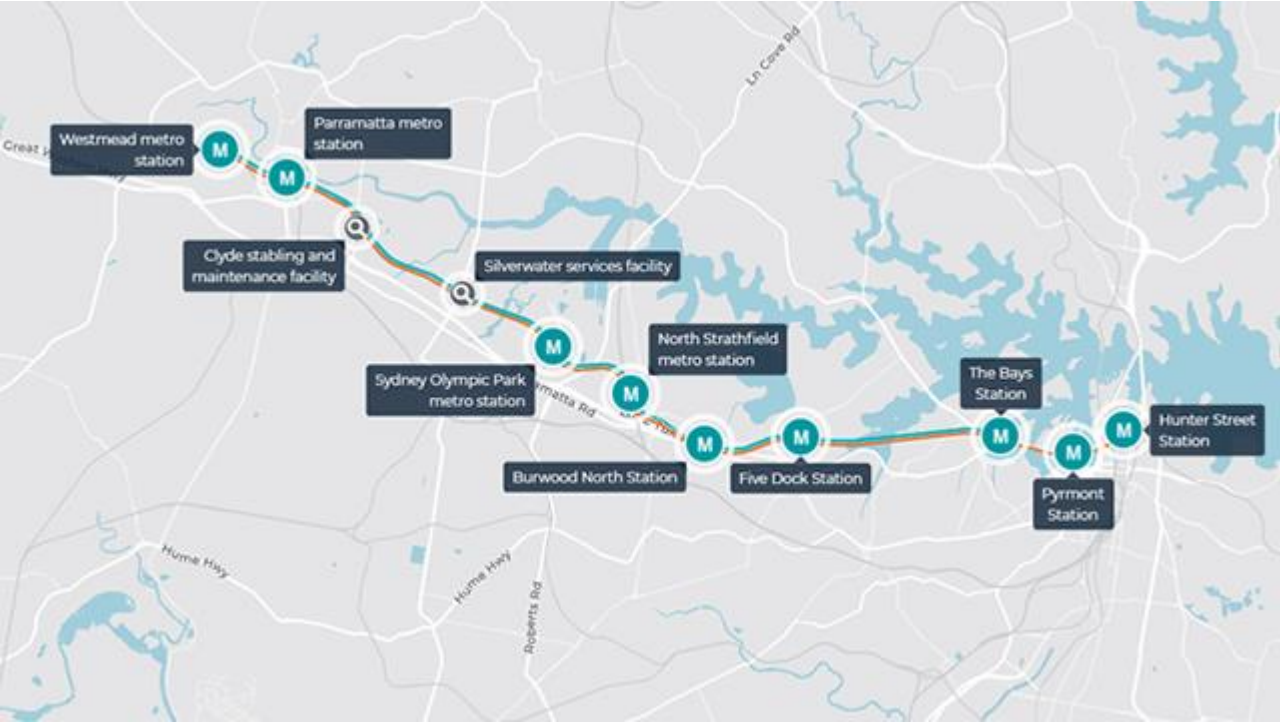 Ln Cove Rd
Parramatta metro
station
Westmead metro
station
M
M
Great
Clyde stabling and
maintenance facility
Silverwater services facility
M
North Strathfield
metro station
Sydney Olympic Park
metro station
M
Rd
The Bays
Station
M
M
M
M
M
Hunter Street
Station
Burwood North Station
Five Dock Station
Pyrmont
Station
Hume Hwy
Hume Hwy
Roberts Rd